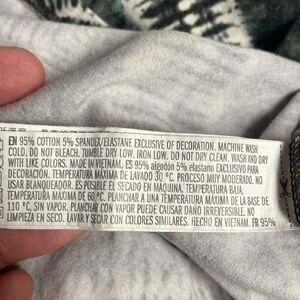 EN 95% COTTON 5% SPANDEX/ELASTANE EXCLUSIVE OF DECORATION. MACHINE WASH
COLD. DO NOT BLEACH. TUMBLE DRY LOW. IRON LOW. DO NOT DRY CLEAN. WASH AND DRY
WITH LIKE COLORS. MADE IN VIETNAM. ES 95% algodón 5% elastano EXCLUSIVO PARA
DECORACIÓN. TEMPERATURA MAXIMA DE LAVADO 30 °C. PROCESO MUY MODERADO. NO
USAR BLANQUEADOR. ES POSIBLE EL SECADO EN MAQUINA, TEMPERATURA BAJA,
TEMPERATURA MAXIMA DE 60 °C. PLANCHAR A UNA TEMPERATURA MAXIMA DE LA BASE DE
110 °C, SIN VAPOR. PLANCHAR CON VAPOR PUEDE CAUSAR DAÑO IRREVERSIBLE. NO
LIMPIEZA EN SECO. LAVAR Y SECAR CON COLORES SIMILARES. HECHO EN VIETNAM. FR 95%